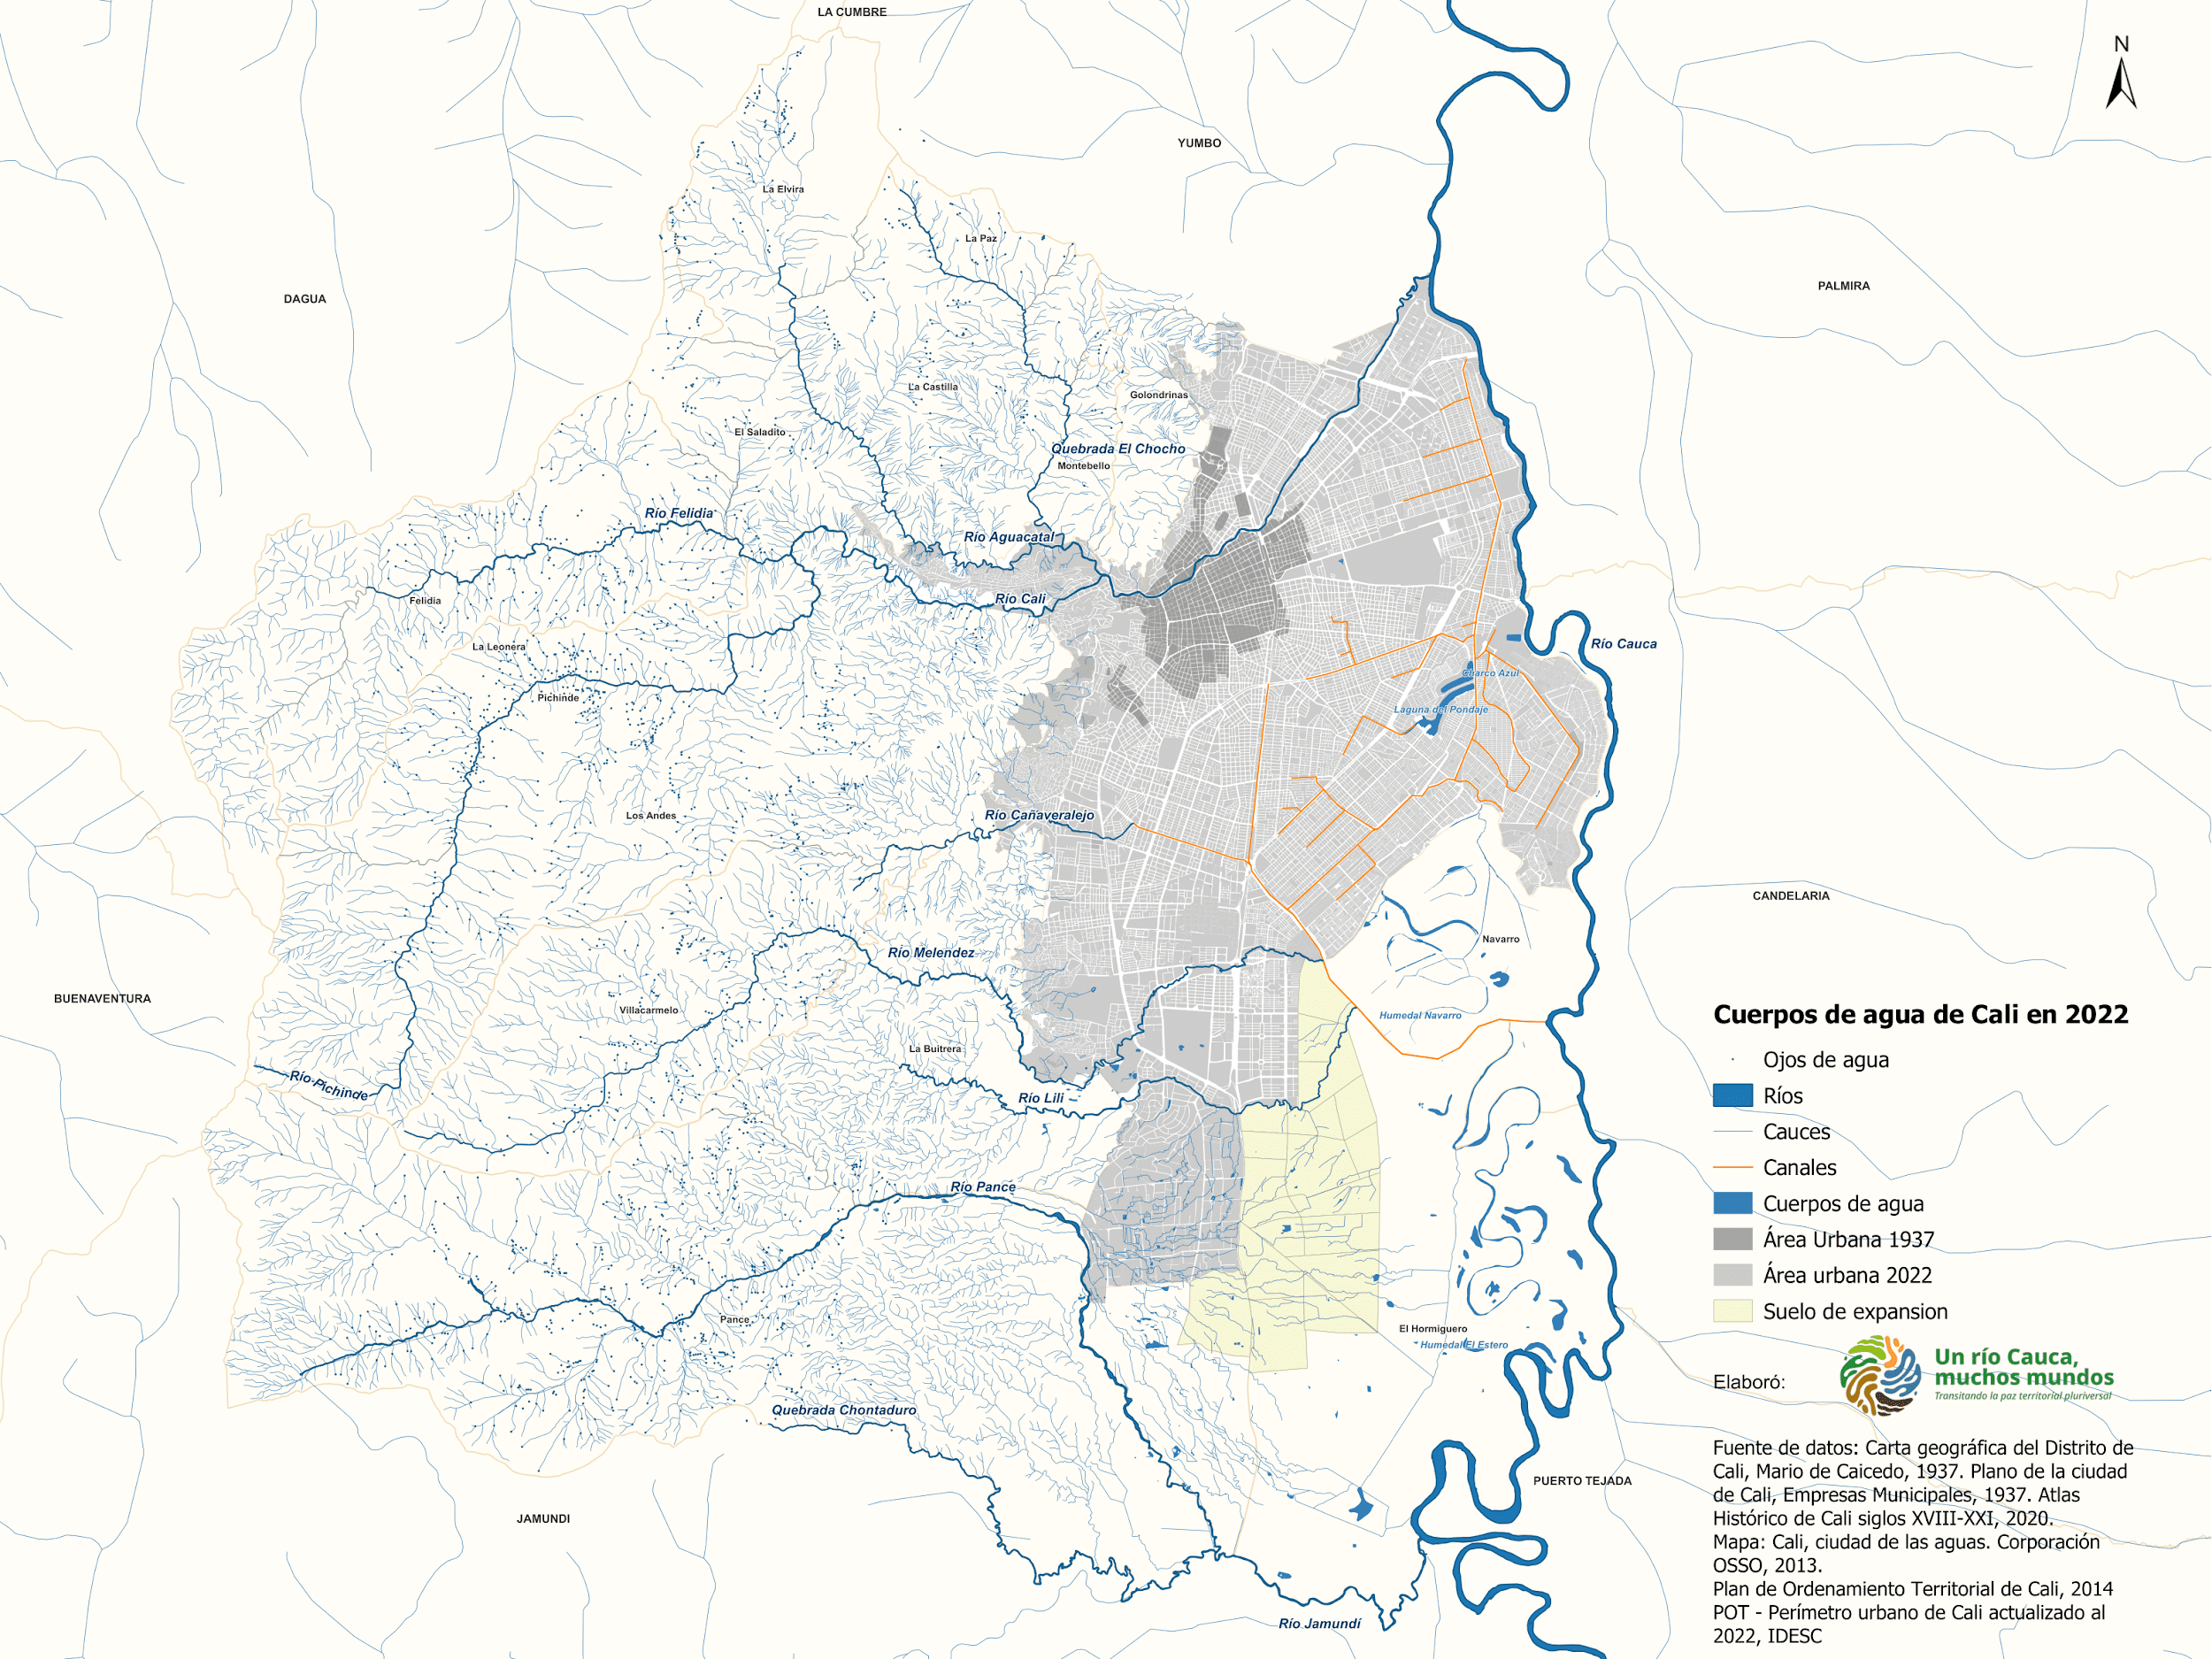 LA CUMBRE
N
YUMBO
La Elvira
La Paz
PALMIRA
DAGUA
La Castilla
Golondrinas
El Saladito
Quebrada El Chocho
Montebello
Río Felidia
Río Aguacatal
Felidia
Río Cali
Río Cauca
La Leonera
Charco Azul
Pichinde
Laguna del Pondaje
Los Andes
Río Cañaveralejo
CANDELARIA
Navarro
Río Melendez
BUENAVENTURA
Villacarmelo
Humedal Navarro
La Buitrera
Río Pichinde
Río Lili
Río Pance
Pance
El Hormiguero
Humedal El Estero
Quebrada Chontaduro
PUERTO TEJADA
JAMUNDI
Río Jamundí
Cuerpos de agua de Cali en 2022
Ojos de agua
Ríos
Cauces
Canales
Cuerpos de agua
Área Urbana 1937
Área urbana 2022
Suelo de expansion
Elaboró:
Un río Cauca,
muchos mundos
Transitando la paz territorial pluriversal
Fuente de datos: Carta geográfica del Distrito de
Cali, Mario de Caicedo, 1937. Plano de la ciudad
de Cali, Empresas Municipales, 1937. Atlas
Histórico de Cali siglos XVIII-XXI, 2020.
Mapa: Cali, ciudad de las aguas. Corporación
OSSO, 2013.
Plan de Ordenamiento Territorial de Cali, 2014
POT - Perímetro urbano de Cali actualizado al
2022, IDESC